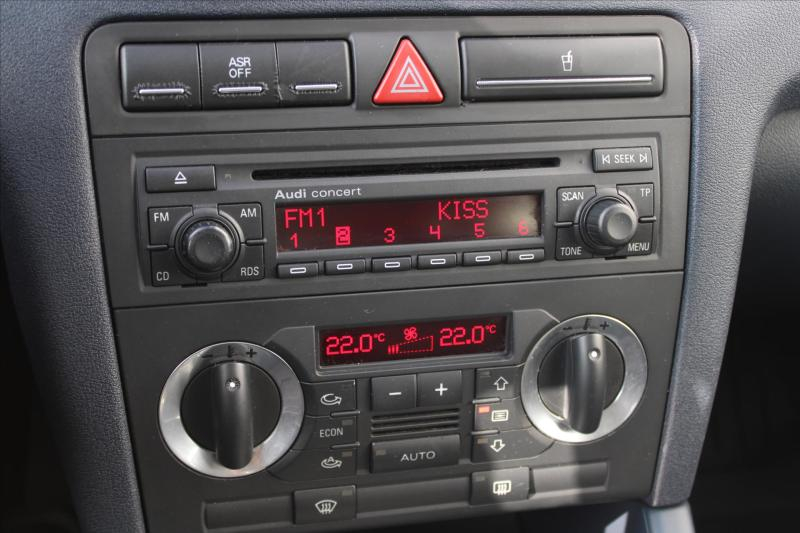 ASR
OFF
SEEK
Audi concert
FM AM
FM1 KISS
SCAN TP
1 2 3 4 5 6
CD RDS
TONE MENU
22.0°C 22.0°C
- +
- +
- +
ECON
A
AUTO